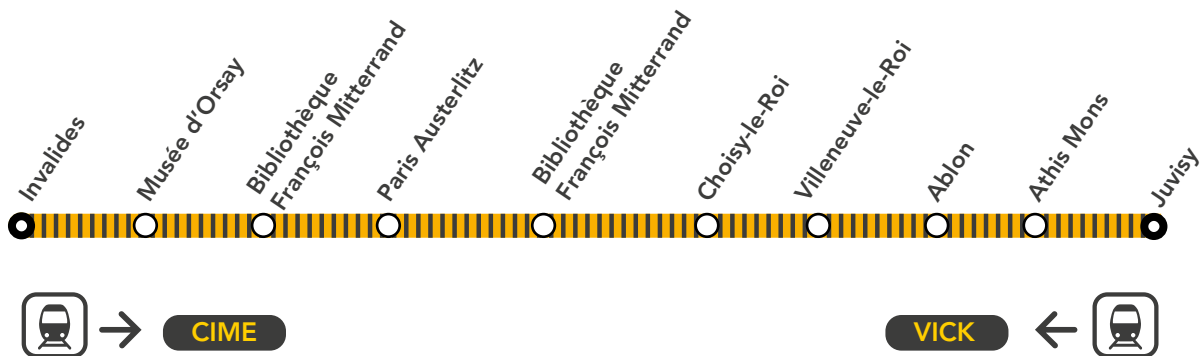 Invalides
Musée d'Orsay
Bibliothèque
François Mitterrand
Paris Austerlitz
Bibliothèque
François Mitterrand
Choisy-le-Roi
Villeneuve-le-Roi
Ablon
Athis Mons
Juvisy
CIME
VICK